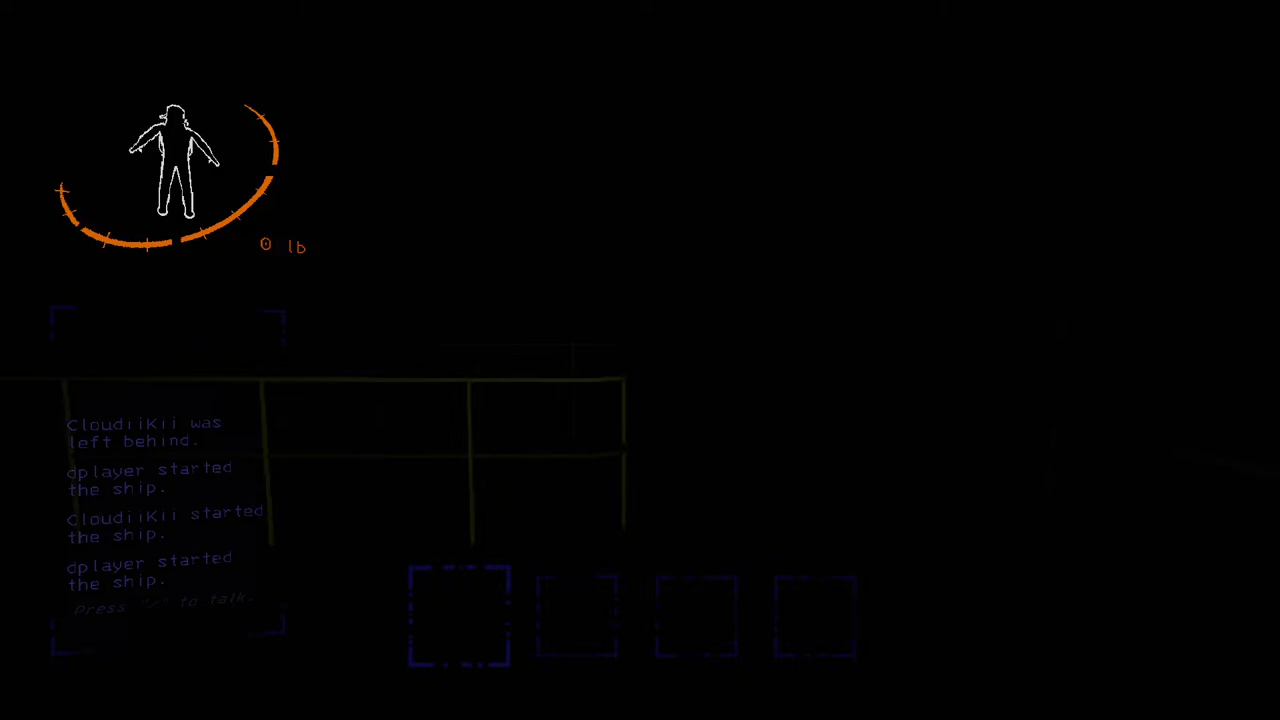 0 lb
CloudiiKii was
left behind.
dplayer started
the ship.
CloudiiKii started
the ship.
dplayer started
the ship.
Press "/" to talk.